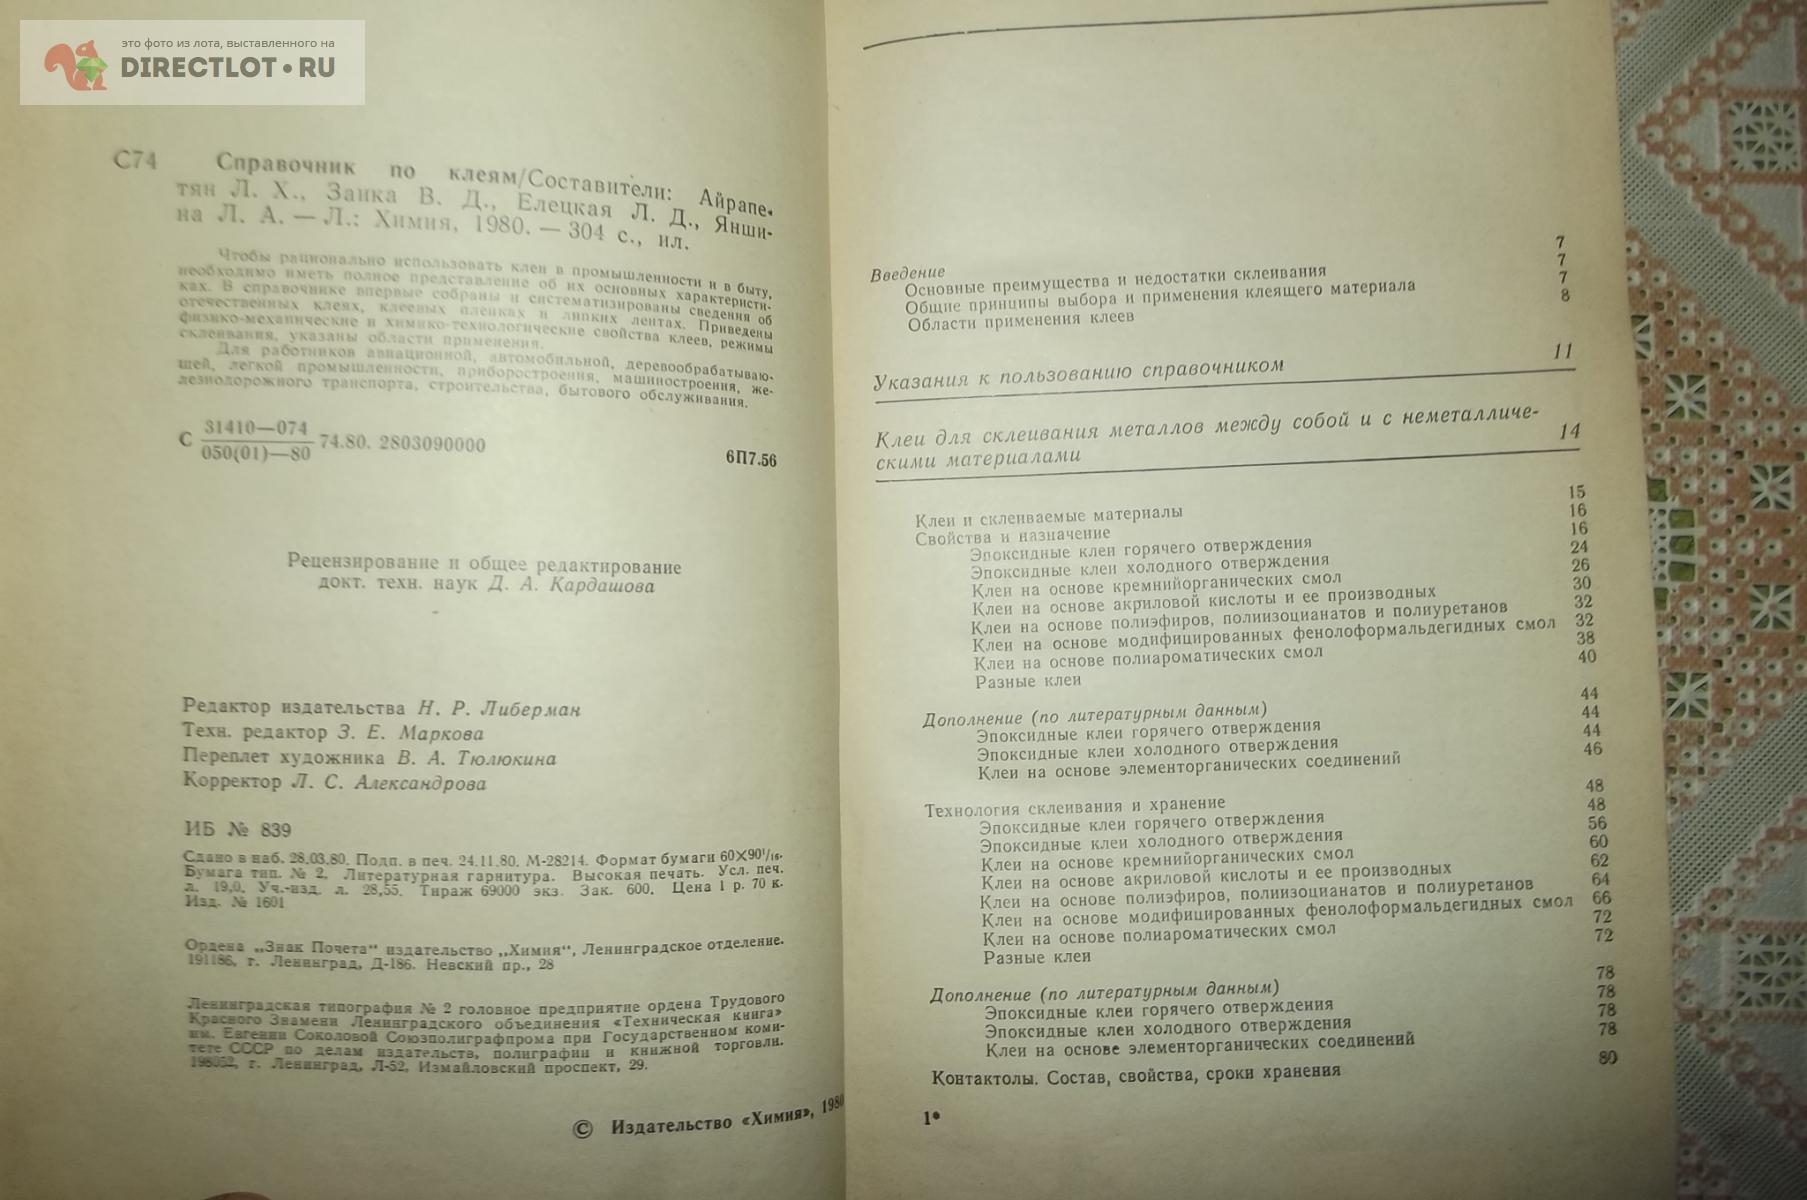 это фото из лота, выставленного на
DIRECTLOT•RU
С74 Справочник по клеям/Составители: Айрапе-
тян Л. Х., Заика В. Д., Елецкая Л. Д., Янши-
на Л. А. — Л.: Химия, 1980. — 304 с., ил.
Чтобы рационально использовать клеи в промышленности и в быту,
необходимо иметь полное представление об их основных характеристи-
ках. В справочнике впервые собраны и систематизированы сведения об
отечественных клеях, клеевых пленках и липких лентах. Приведены
физико-механические и химико-технологические свойства клеев, режимы
склеивания, указаны области применения.
Для работников авиационной, автомобильной, деревообрабатываю-
щей, легкой промышленности, приборостроения, машиностроения, же-
лезнодорожного транспорта, строительства, бытового обслуживания.
С 31410—074
050(01)—80 74.80. 2803090000
6П7.56
Рецензирование и общее редактирование
докт. техн. наук Д. А. Кардашова
Редактор издательства Н. Р. Либерман
Техн. редактор З. Е. Маркова
Переплет художника В. А. Тюлюкина
Корректор Л. С. Александрова
ИБ № 839
Сдано в наб. 28.03.80. Подп. в печ. 24.11.80. М-28214. Формат бумаги 60×90¹/₁₆.
Бумага тип. № 2. Литературная гарнитура. Высокая печать. Усл. печ.
л. 19,0. Уч.-изд. л. 28,55. Тираж 69000 экз. Зак. 600. Цена 1 р. 70 к.
Изд. № 1601
Ордена „Знак Почета“ издательство „Химия“, Ленинградское отделение.
191186, г. Ленинград, Д-186. Невский пр., 28
Ленинградская типография № 2 головное предприятие ордена Трудового
Красного Знамени Ленинградского объединения «Техническая книга»
им. Евгении Соколовой Союзполиграфпрома при Государственном коми-
тете СССР по делам издательств, полиграфии и книжной торговли.
198052, г. Ленинград, Л-52, Измайловский проспект, 29.
© Издательство «Химия», 1980
Введение 7
Основные преимущества и недостатки склеивания 7
Общие принципы выбора и применения клеящего материала 7
Области применения клеев 8
Указания к пользованию справочником 11
Клеи для склеивания металлов между собой и с неметалличе-
скими материалами 14
Клеи и склеиваемые материалы 15
Свойства и назначение 16
Эпоксидные клеи горячего отверждения 16
Эпоксидные клеи холодного отверждения 24
Клеи на основе кремнийорганических смол 26
Клеи на основе акриловой кислоты и ее производных 30
Клеи на основе полиэфиров, полиизоцианатов и полиуретанов 32
Клеи на основе модифицированных фенолоформальдегидных смол 32
Клеи на основе полиароматических смол 38
Разные клеи 40
Дополнение (по литературным данным) 44
Эпоксидные клеи горячего отверждения 44
Эпоксидные клеи холодного отверждения 44
Клеи на основе элементорганических соединений 46
Технология склеивания и хранение 48
Эпоксидные клеи горячего отверждения 48
Эпоксидные клеи холодного отверждения 56
Клеи на основе кремнийорганических смол 60
Клеи на основе акриловой кислоты и ее производных 62
Клеи на основе полиэфиров, полиизоцианатов и полиуретанов 64
Клеи на основе модифицированных фенолоформальдегидных смол 66
Клеи на основе полиароматических смол 72
Разные клеи 72
Дополнение (по литературным данным) 78
Эпоксидные клеи горячего отверждения 78
Эпоксидные клеи холодного отверждения 78
Клеи на основе элементорганических соединений 78
Контактолы. Состав, свойства, сроки хранения 80
1*